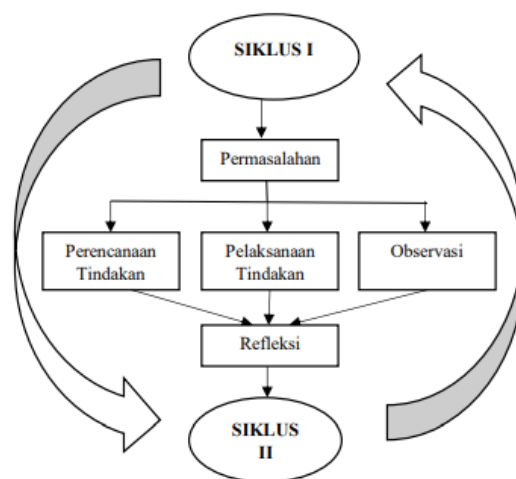 SIKLUS I
Permasalahan
Perencanaan
Tindakan
Pelaksanaan
Tindakan
Observasi
Refleksi
SIKLUS
II